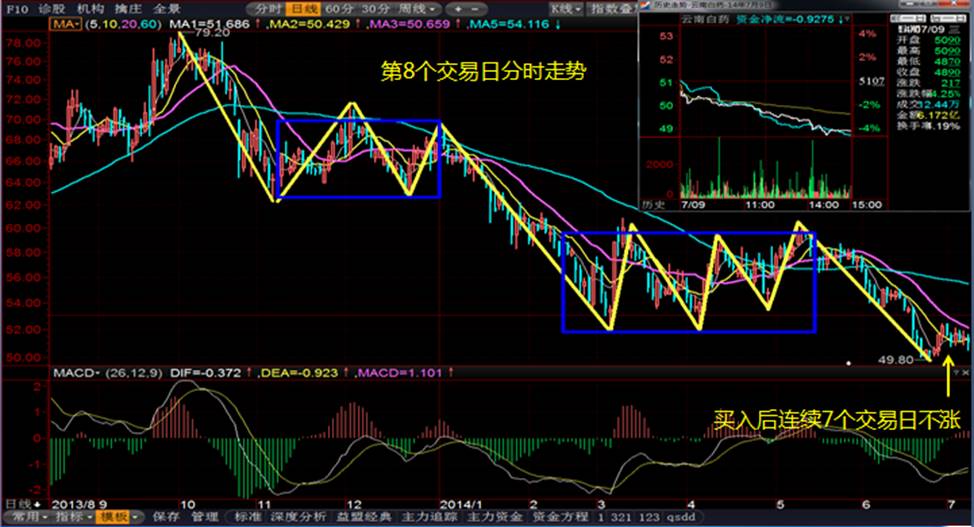 F10 诊股 机构 擒庄 全景 分时 日线 60分 30分 周线 K线 指数叠
MA (5,10,20,60) MA1=51.686 ↑ ,MA2=50.429 ↑ ,MA3=50.659 ↑ ,MA5=54.116 ↓
78.00
76.00
74.00
72.00
70.00
68.00
66.00
64.00
62.00
60.00
58.00
56.00
54.00
52.00
50.00
79.20
第8个交易日分时走势
49.80
买入后连续7个交易日不涨
历史走势-云南白药-14年7月9日
云南白药 资金净流=-0.9275 ↓
53
52
51
50
49
2000
0
4%
2%
5107
-2%
-4%
历史 7/09 11:00 14:00 15:00
14/07/09 三
开盘 5090
最高 5090
最低 4870
收盘 4890
涨跌 217
涨跌幅 4.25%
成交 12.44万
金额 6.172亿
换手率 1.19%
MACD (26,12,9) DIF=-0.372 ↑ ,DEA=-0.923 ↑ ,MACD=1.101 ↑
2
1
0
-1
-2
日线 2013/8 9 10 11 12 2014/1 2 3 4 5 6 7
常用 指标 模板 保存 管理 标准 深度分析 益盟经典 主力追踪 主力资金 资金方程 1 321 123 qsdd